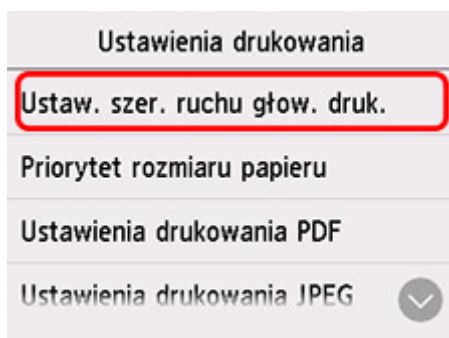 Ustawienia drukowania
Ustaw. szer. ruchu głow. druk.
Priorytet rozmiaru papieru
Ustawienia drukowania PDF
Ustawienia drukowania JPEG